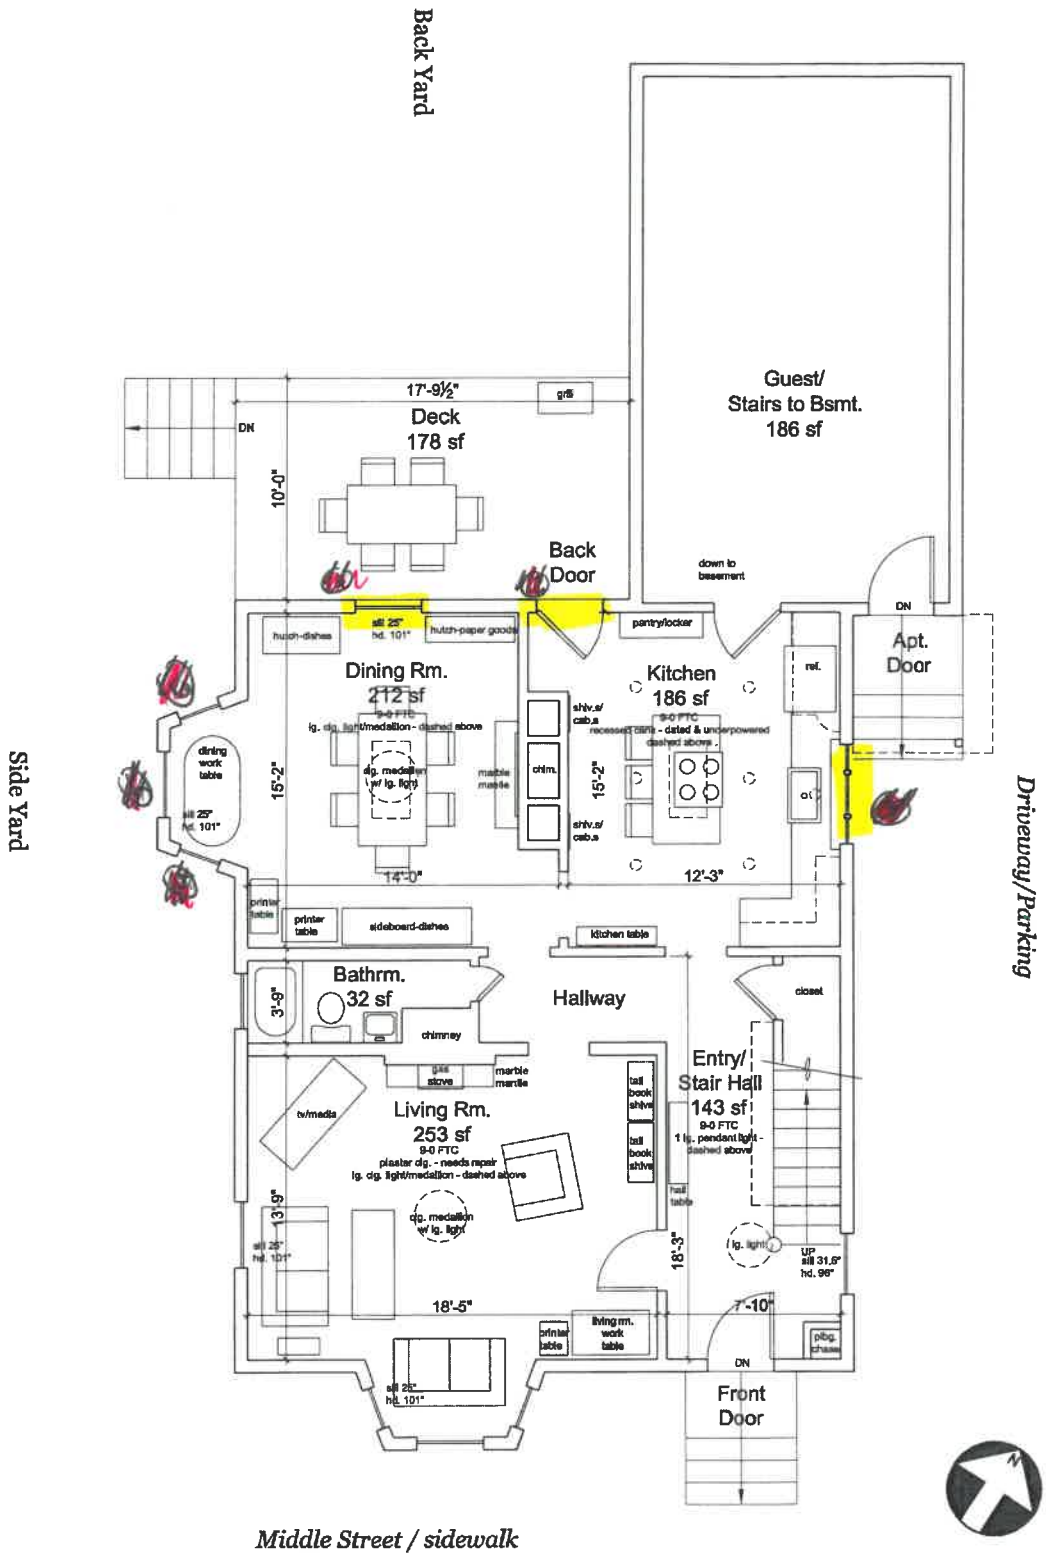 Back Yard
Guest/
Stairs to Bsmt.
186 sf
17'-9½"
grill
Deck
178 sf
DN
10'-0"
Back
Door
down to
basement
DN
Apt.
Door
sill 25"
hd. 101"
hutch-dishes
hutch-paper goods
pantry/locker
Dining Rm.
212 sf
9-0 FTC
lg. clg. light/medallion - dashed above
Kitchen
186 sf
9-0 FTC
recessed cans - dated & underpowered
dashed above
ref.
shlv.s/
cab.s
dining
work
table
sill 25"
hd. 101"
15'-2"
clg. medallion
w/ lg. light
marble
mantle
chim.
15'-2"
shlv.s/
cab.s
14'-0"
12'-3"
Side Yard
Driveway/Parking
printer
table
printer
table
sideboard-dishes
kitchen table
Bathrm.
32 sf
3'-9"
chimney
Hallway
closet
gas
stove
marble
mantle
tv/media
Living Rm.
253 sf
9-0 FTC
plaster clg. - needs repair
lg. clg. light/medallion - dashed above
tall
book
shlvs
tall
book
shlvs
Entry/
Stair Hall
143 sf
9-0 FTC
1 lg. pendant light -
dashed above
hall
table
13'-9"
clg. medallion
w/ lg. light
sill 25"
hd. 101"
18'-3"
lg. light
UP
sill 31.5"
hd. 96"
18'-5"
7'-10"
printer
table
living rm.
work
table
plbg.
chase
DN
sill 25"
hd. 101"
Front
Door
N
Middle Street / sidewalk